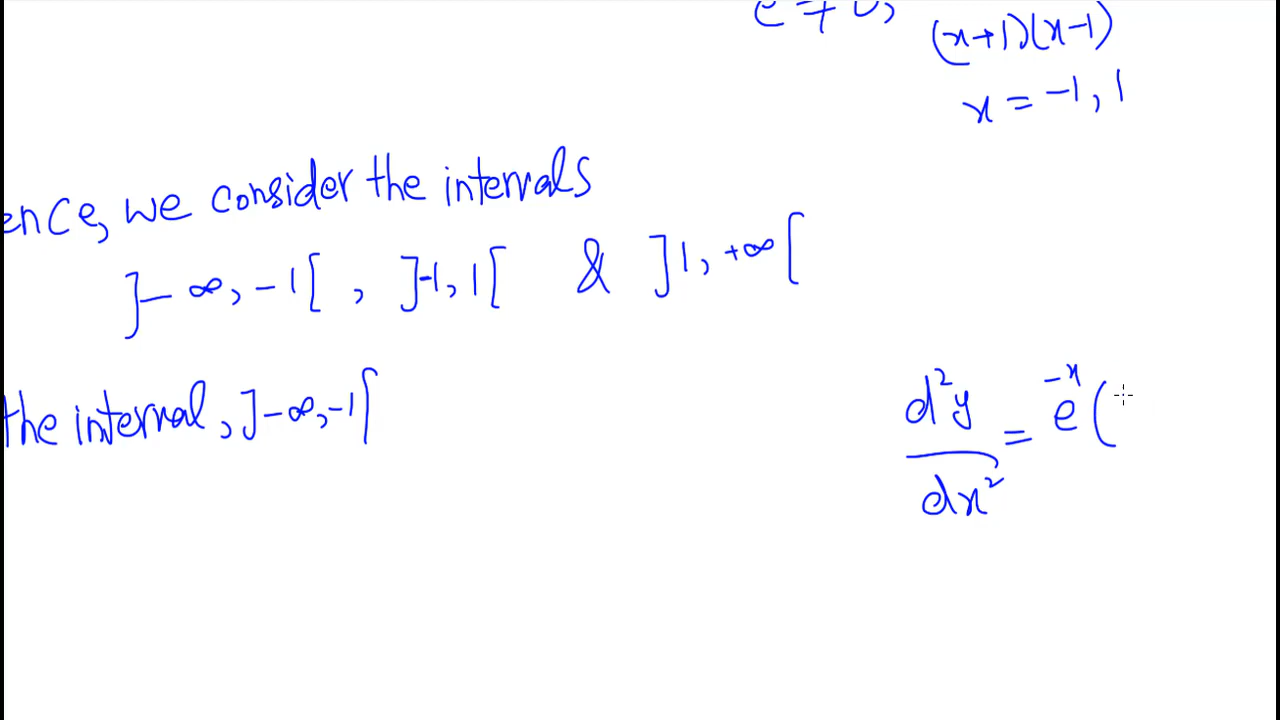 (x+1)(x-1)
x = -1, 1
ence, we consider the intervals
]-∞, -1[ , ]-1, 1[ & ]1, +∞[
the interval, ]-∞, -1[
d²y/dx² = e^-x (